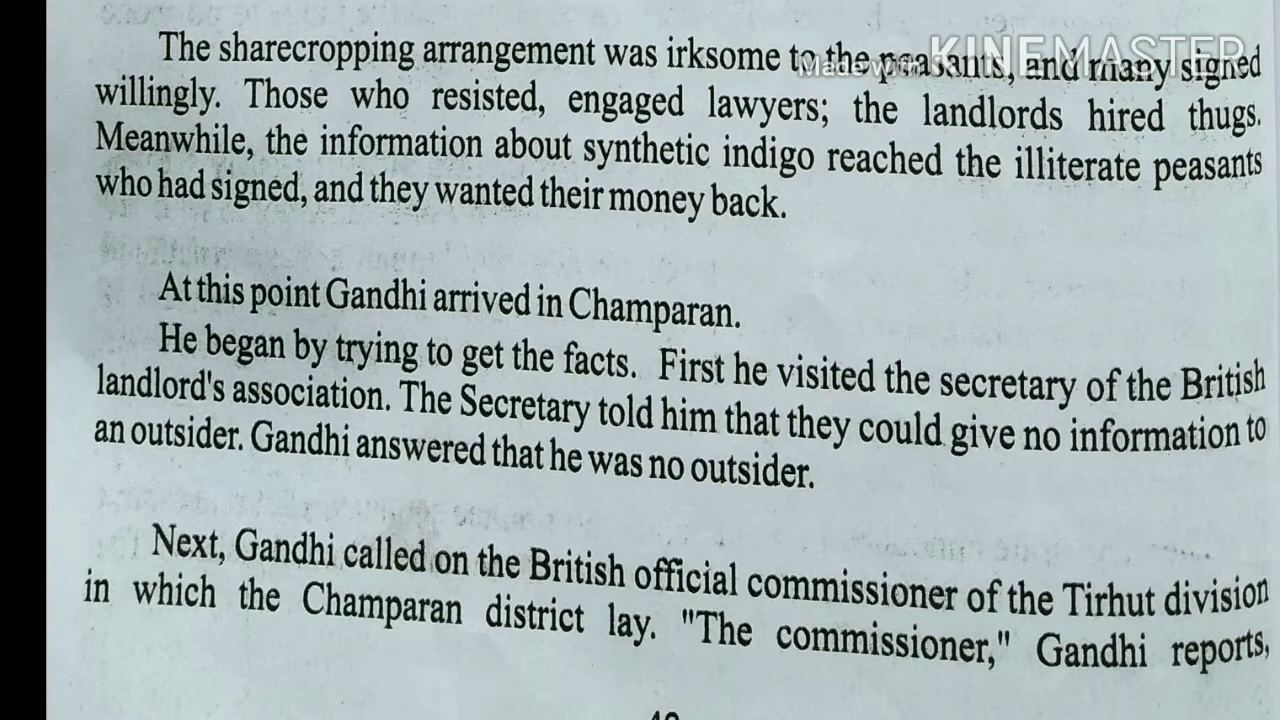 The sharecropping arrangement was irksome to the peasants, and many signed
willingly. Those who resisted, engaged lawyers; the landlords hired thugs.
Meanwhile, the information about synthetic indigo reached the illiterate peasants
who had signed, and they wanted their money back.
At this point Gandhi arrived in Champaran.
He began by trying to get the facts. First he visited the secretary of the British
landlord's association. The Secretary told him that they could give no information to
an outsider. Gandhi answered that he was no outsider.
Next, Gandhi called on the British official commissioner of the Tirhut division
in which the Champaran district lay. "The commissioner," Gandhi reports,
Made with KINEMASTER